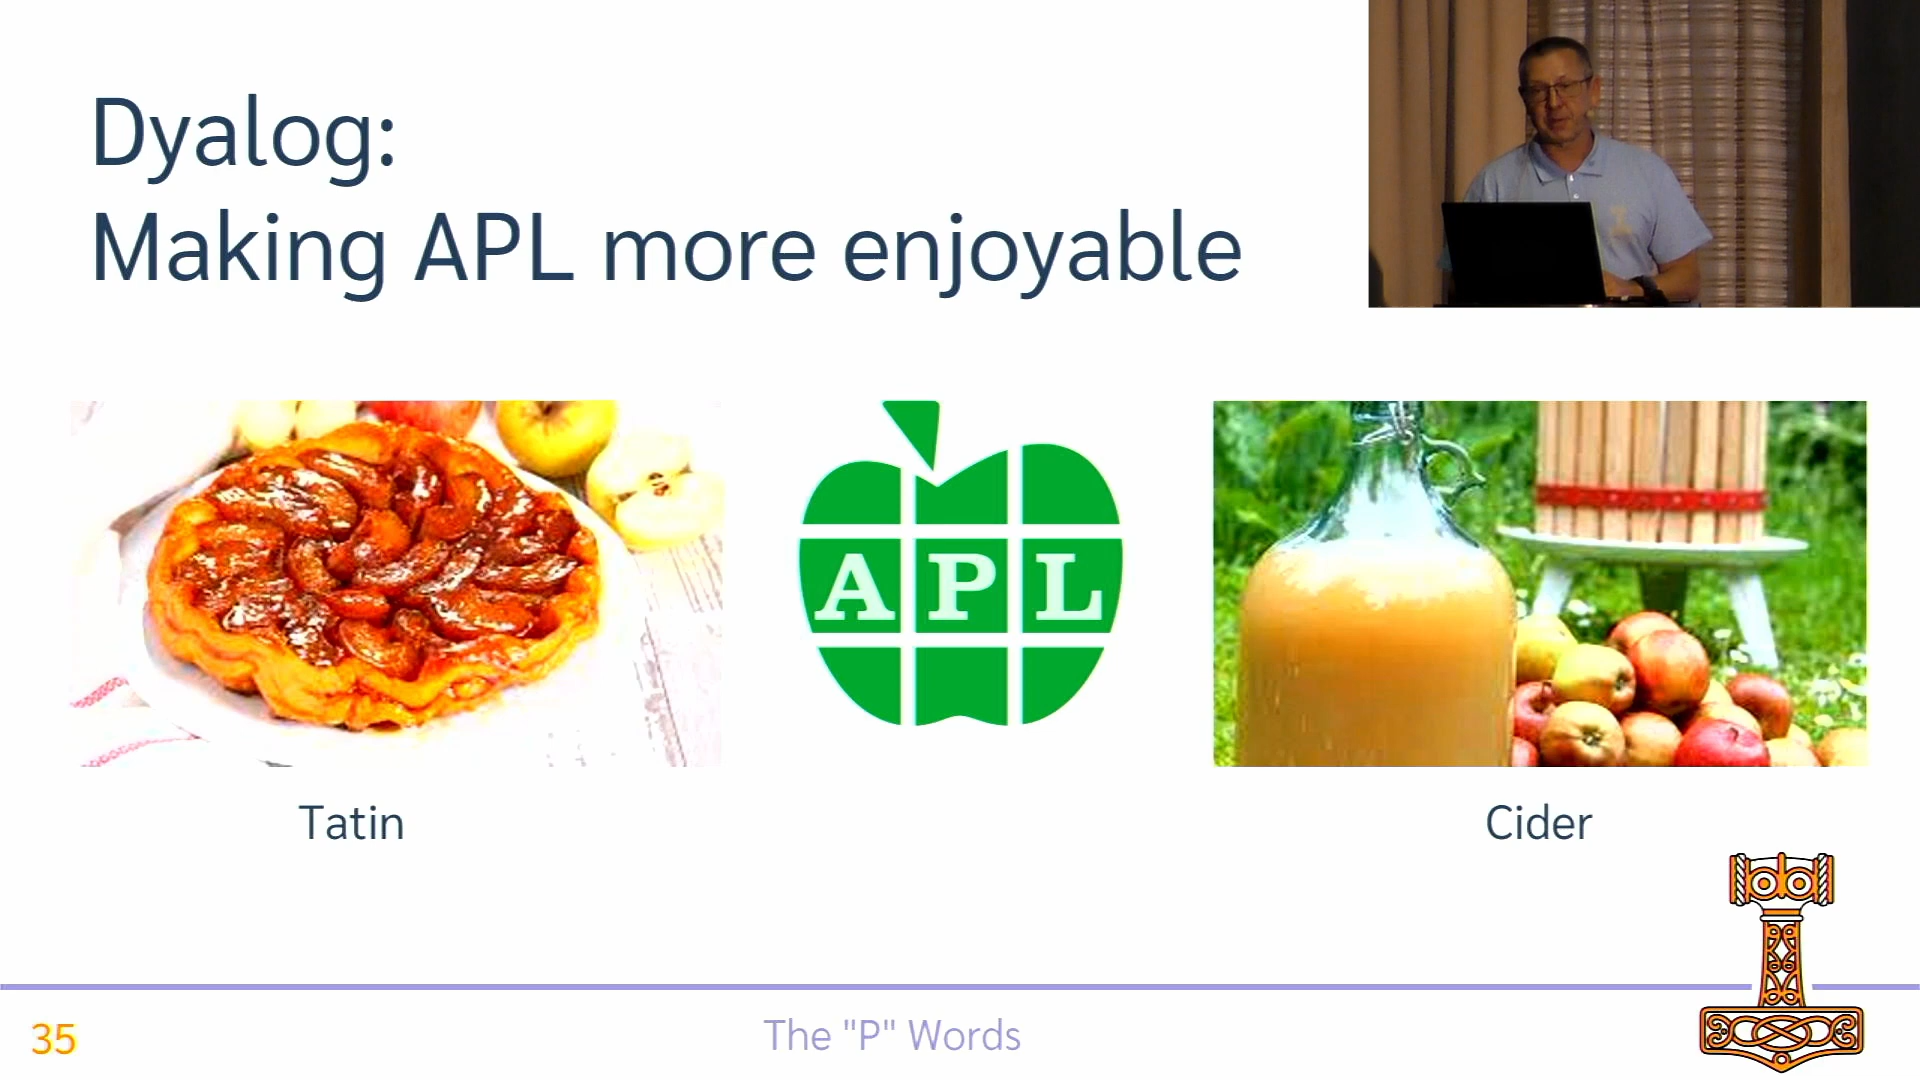 Dyalog:
Making APL more enjoyable
APL
Tatin
Cider
35
The "P" Words